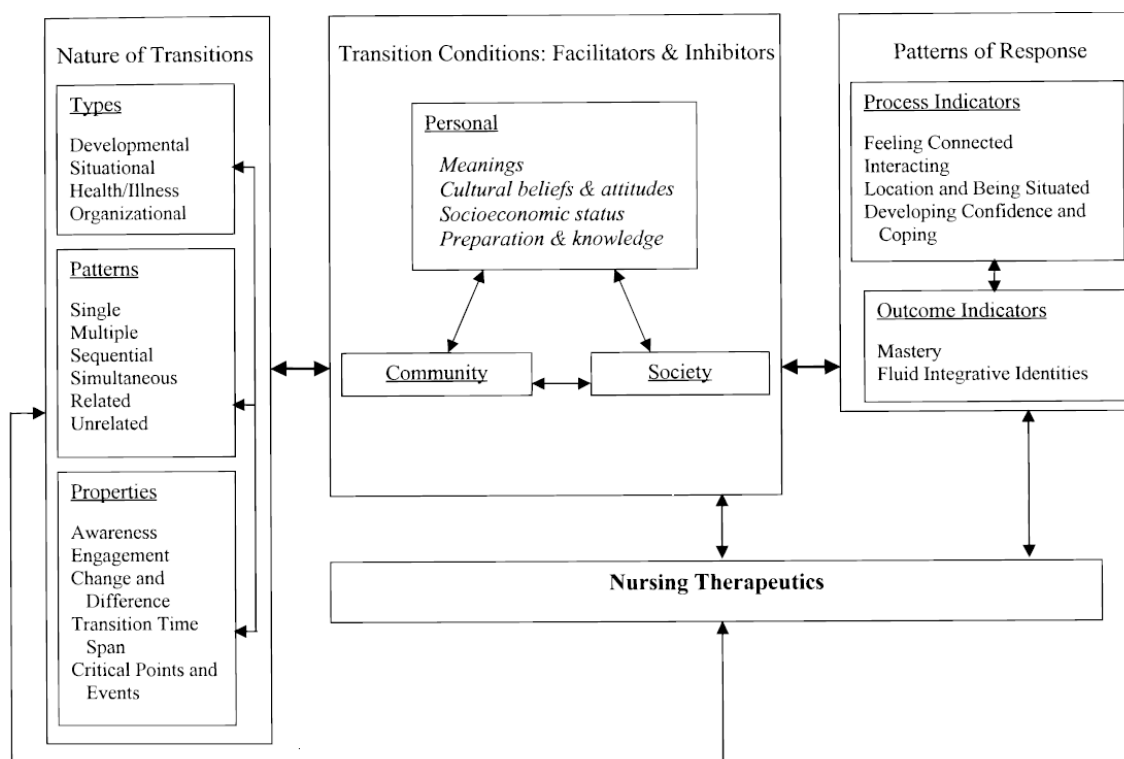 Nature of Transitions
Types
Developmental
Situational
Health/Illness
Organizational
Patterns
Single
Multiple
Sequential
Simultaneous
Related
Unrelated
Properties
Awareness
Engagement
Change and
Difference
Transition Time
Span
Critical Points and
Events
Transition Conditions: Facilitators & Inhibitors
Personal
Meanings
Cultural beliefs & attitudes
Socioeconomic status
Preparation & knowledge
Community
Society
Patterns of Response
Process Indicators
Feeling Connected
Interacting
Location and Being Situated
Developing Confidence and
Coping
Outcome Indicators
Mastery
Fluid Integrative Identities
Nursing Therapeutics